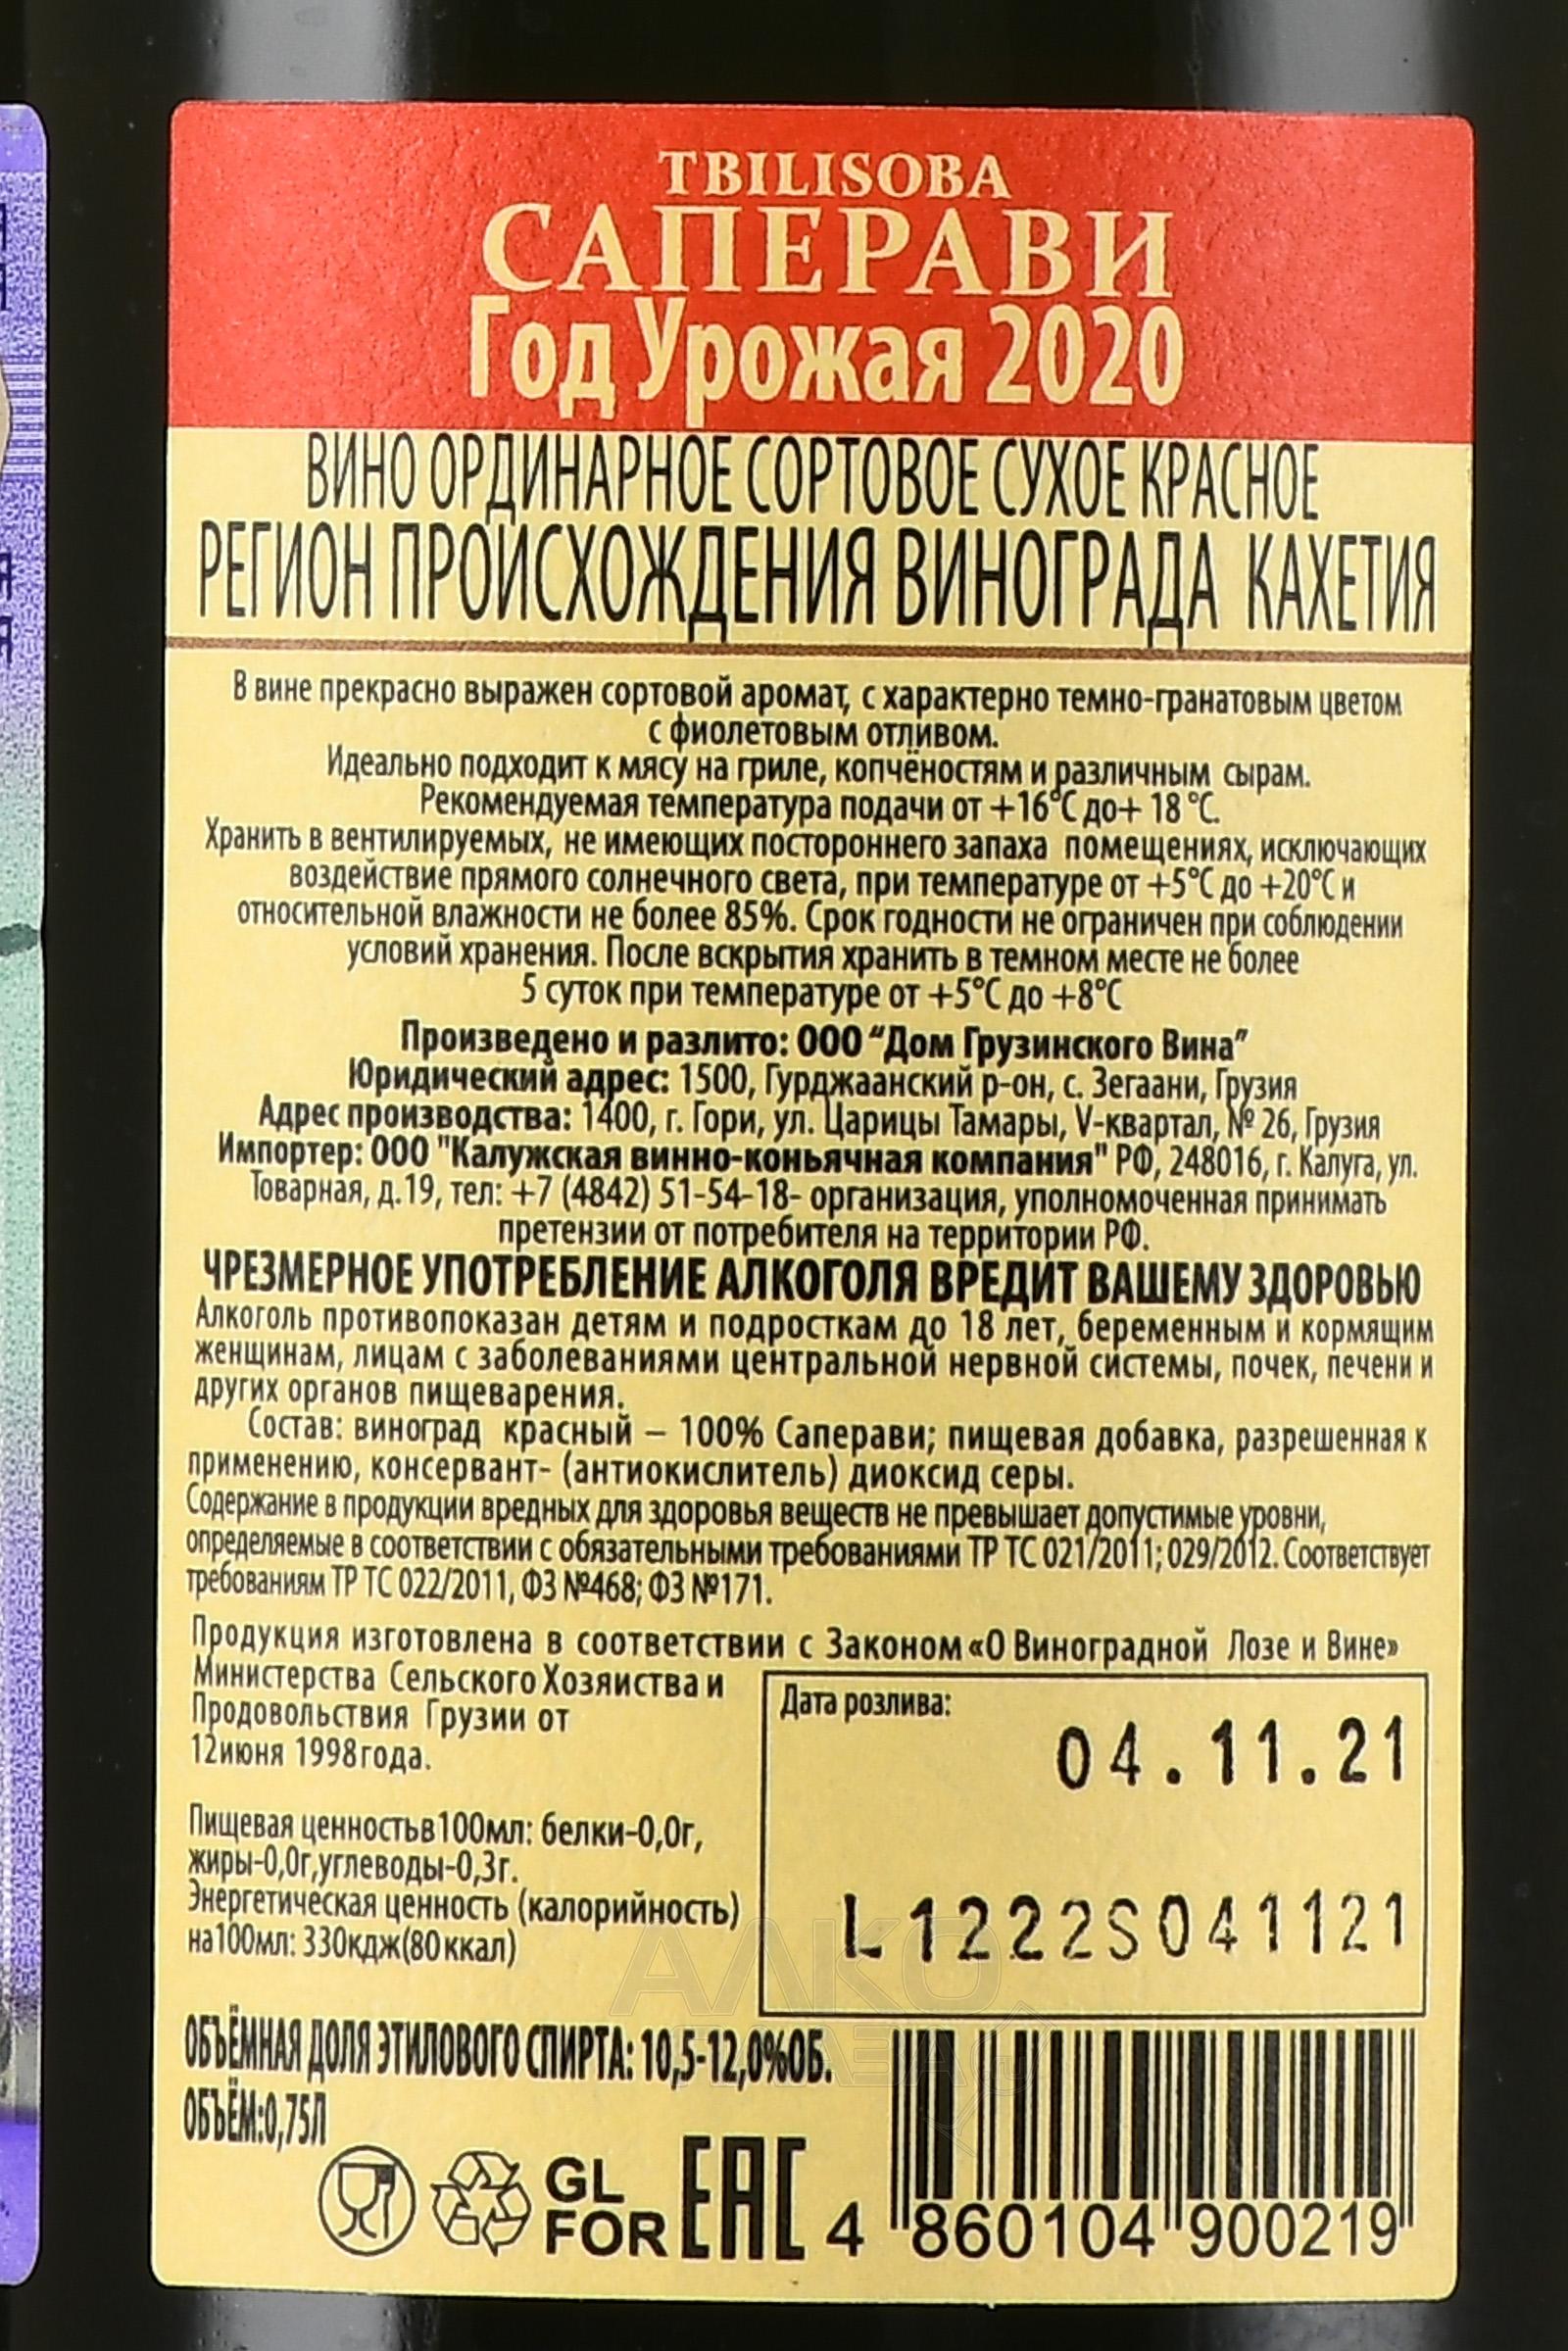 TBILISOBA
САПЕРАВИ
Год Урожая 2020
ВИНО ОРДИНАРНОЕ СОРТОВОЕ СУХОЕ КРАСНОЕ
РЕГИОН ПРОИСХОЖДЕНИЯ ВИНОГРАДА КАХЕТИЯ
В вине прекрасно выражен сортовой аромат, с характерно темно-гранатовым цветом
с фиолетовым отливом.
Идеально подходит к мясу на гриле, копчёностям и различным сырам.
Рекомендуемая температура подачи от +16°С до+ 18 °С.
Хранить в вентилируемых, не имеющих постороннего запаха помещениях, исключающих
воздействие прямого солнечного света, при температуре от +5°С до +20°С и
относительной влажности не более 85%. Срок годности не ограничен при соблюдении
условий хранения. После вскрытия хранить в темном месте не более
5 суток при температуре от +5°С до +8°С
Произведено и разлито: ООО “Дом Грузинского Вина”
Юридический адрес: 1500, Гурджаанский р-он, с. Зегаани, Грузия
Адрес производства: 1400, г. Гори, ул. Царицы Тамары, V-квартал, № 26, Грузия
Импортер: ООО "Калужская винно-коньячная компания" РФ, 248016, г. Калуга, ул.
Товарная, д.19, тел: +7 (4842) 51-54-18- организация, уполномоченная принимать
претензии от потребителя на территории РФ.
ЧРЕЗМЕРНОЕ УПОТРЕБЛЕНИЕ АЛКОГОЛЯ ВРЕДИТ ВАШЕМУ ЗДОРОВЬЮ
Алкоголь противопоказан детям и подросткам до 18 лет, беременным и кормящим
женщинам, лицам с заболеваниями центральной нервной системы, почек, печени и
других органов пищеварения.
Состав: виноград красный – 100% Саперави; пищевая добавка, разрешенная к
применению, консервант- (антиокислитель) диоксид серы.
Содержание в продукции вредных для здоровья веществ не превышает допустимые уровни,
определяемые в соответствии с обязательными требованиями ТР ТС 021/2011; 029/2012. Соответствует
требованиям ТР ТС 022/2011, ФЗ №468; ФЗ №171.
Продукция изготовлена в соответствии с Законом «О Виноградной Лозе и Вине»
Министерства Сельского Хозяиства и
Продовольствия Грузии от
12июня 1998года.
Дата розлива:
04.11.21
Пищевая ценностьв100мл: белки-0,0г,
жиры-0,0г,углеводы-0,3г.
Энергетическая ценность (калорийность)
на100мл: 330кдж(80ккал)
L1222S041121
ОБЪЁМНАЯ ДОЛЯ ЭТИЛОВОГО СПИРТА: 10,5-12,0%ОБ.
ОБЪЁМ:0,75Л
GL
FOR
EAC
4 860104 900219